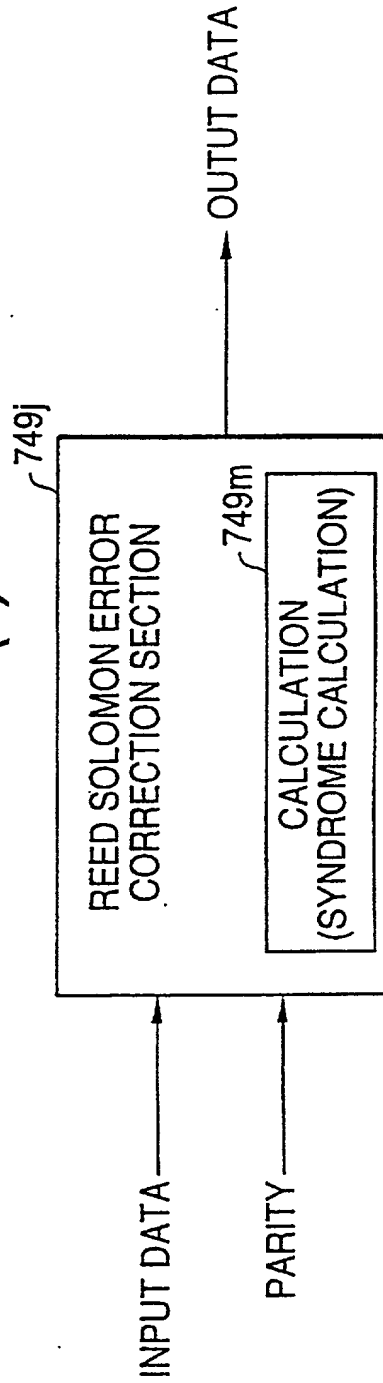 749j
REED SOLOMON ERROR
CORRECTION SECTION
749m
CALCULATION
(SYNDROME CALCULATION)
INPUT DATA
PARITY
OUTUT DATA